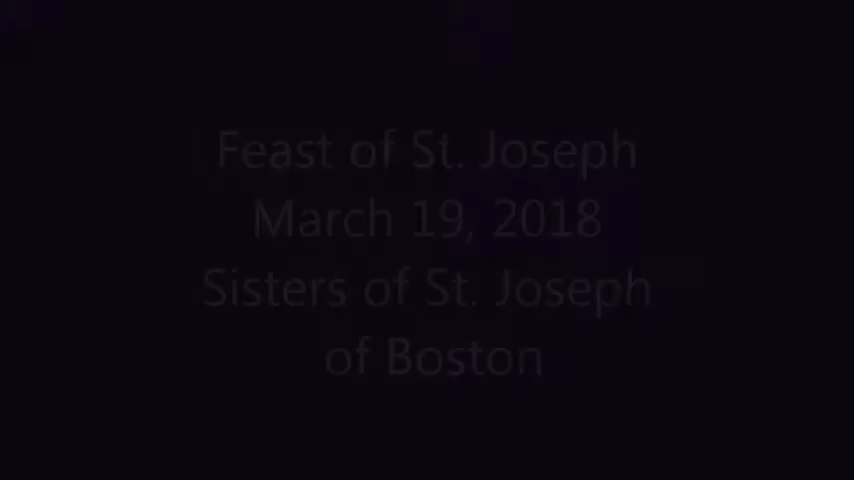 Feast of St. Joseph
March 19, 2018
Sisters of St. Joseph
of Boston